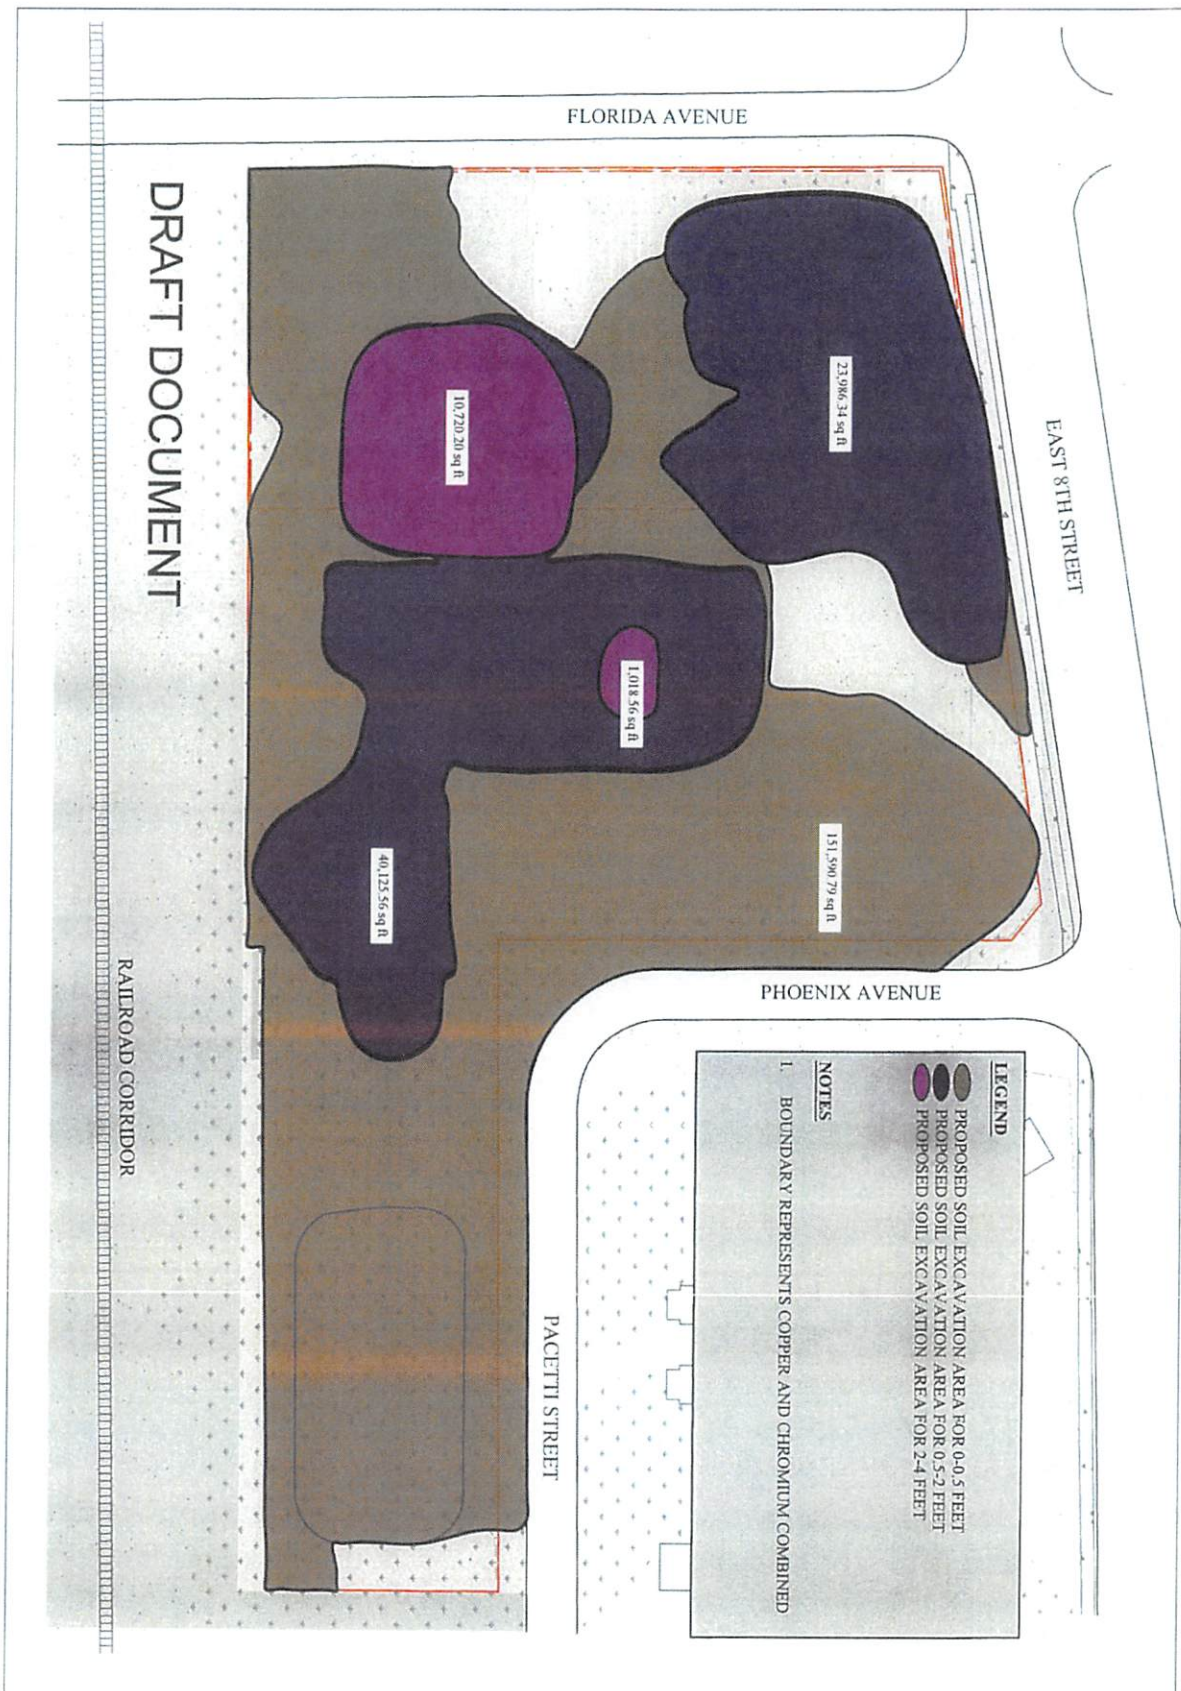 FLORIDA AVENUE
EAST 8TH STREET
23,986.34 sq ft
10,720.20 sq ft
1,018.56 sq ft
151,590.79 sq ft
40,125.56 sq ft
DRAFT DOCUMENT
PHOENIX AVENUE
RAILROAD CORRIDOR
PACETTI STREET
LEGEND
PROPOSED SOIL EXCAVATION AREA FOR 0-0.5 FEET
PROPOSED SOIL EXCAVATION AREA FOR 0.5-2 FEET
PROPOSED SOIL EXCAVATION AREA FOR 2-4 FEET
NOTES
1. BOUNDARY REPRESENTS COPPER AND CHROMIUM COMBINED